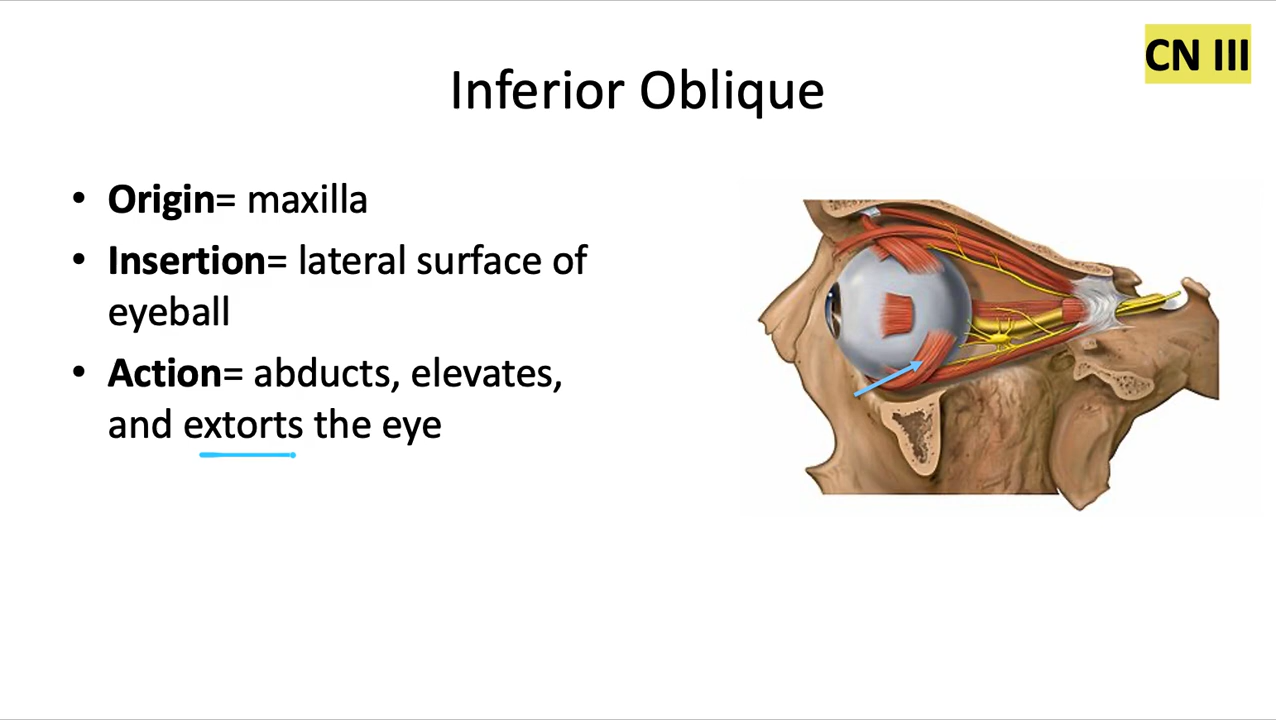 CN III
Inferior Oblique
• Origin= maxilla
• Insertion= lateral surface of
eyeball
• Action= abducts, elevates,
and extorts the eye